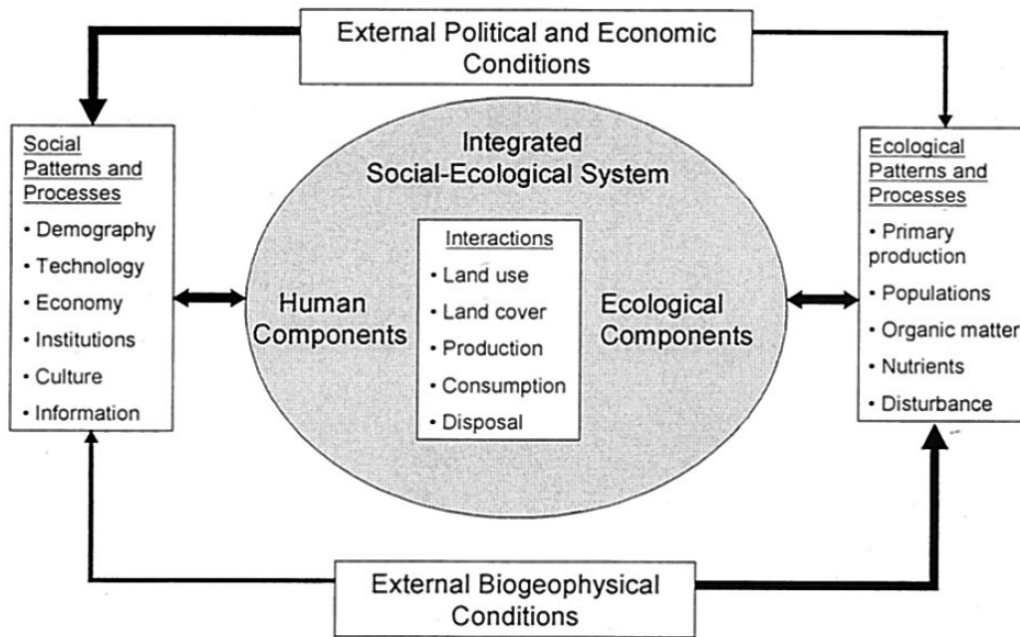 External Political and Economic
Conditions
Social
Patterns and
Processes
• Demography
• Technology
• Economy
• Institutions
• Culture
• Information
Integrated
Social-Ecological System
Human
Components
Interactions
• Land use
• Land cover
• Production
• Consumption
• Disposal
Ecological
Components
Ecological
Patterns and
Processes
• Primary
production
• Populations
• Organic matter
• Nutrients
• Disturbance
External Biogeophysical
Conditions